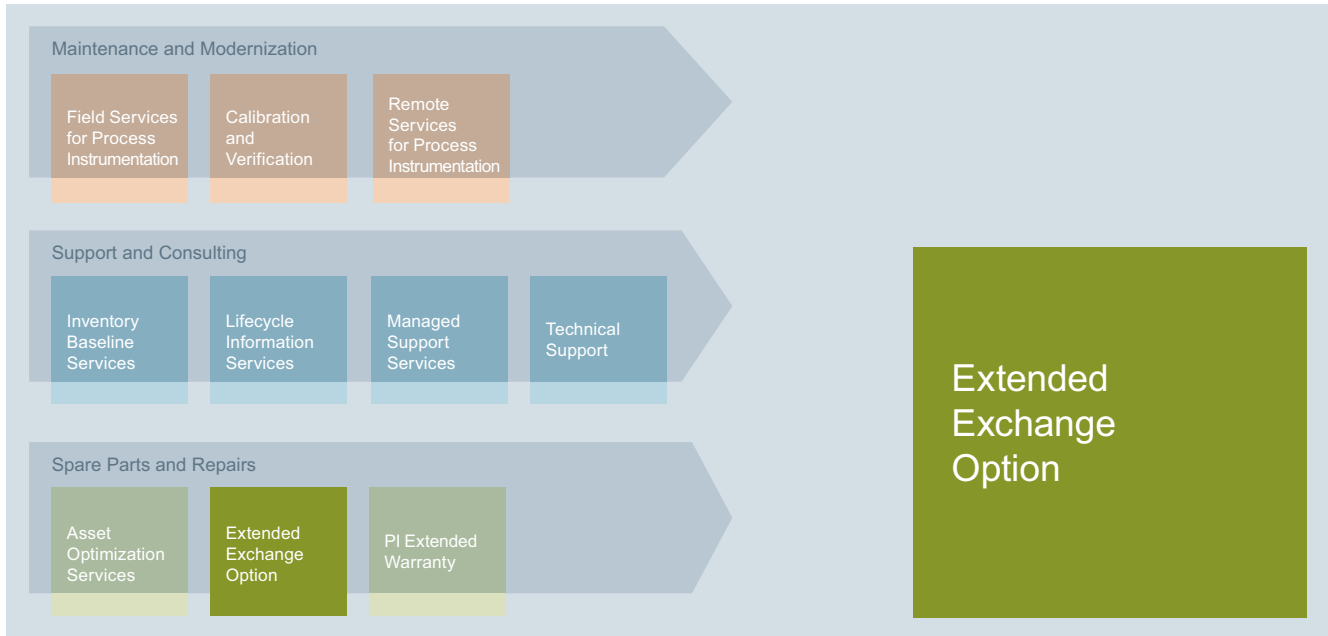 Maintenance and Modernization
Field Services
for Process
Instrumentation
Calibration
and
Verification
Remote
Services
for Process
Instrumentation
Support and Consulting
Inventory
Baseline
Services
Lifecycle
Information
Services
Managed
Support
Services
Technical
Support
Spare Parts and Repairs
Asset
Optimization
Services
Extended
Exchange
Option
PI Extended
Warranty
Extended
Exchange
Option